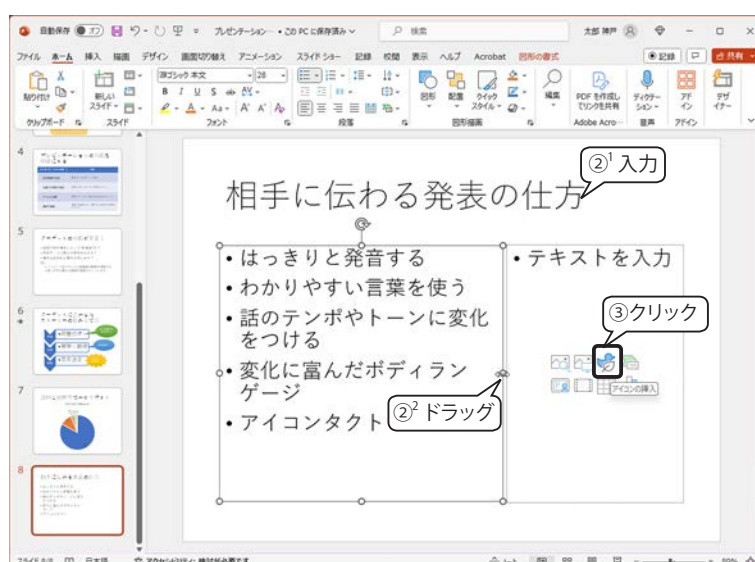 自動保存 オフ プレゼンテーション… • この PC に保存済み 検索 太郎 神戸
ファイル ホーム 挿入 描画 デザイン 画面切り替え アニメーション スライド ショー 記録 校閲 表示 ヘルプ Acrobat 図形の書式 記録 共有
貼り付け 新しい スライド 游ゴシック 本文 28 図形 配置 クイック スタイル 編集 PDF を作成し てリンクを共有 ディクテー ション アド イン デザ イナー
クリップボード スライド フォント 段落 図形描画 Adobe Acro… 音声 アドイン
4
5
6
7
8
②¹ 入力
相手に伝わる発表の仕方
• はっきりと発音する
• わかりやすい言葉を使う
• 話のテンポやトーンに変化
をつける
• 変化に富んだボディラン
ゲージ
• アイコンタクト
• テキストを入力
③クリック
アイコンの挿入
②² ドラッグ